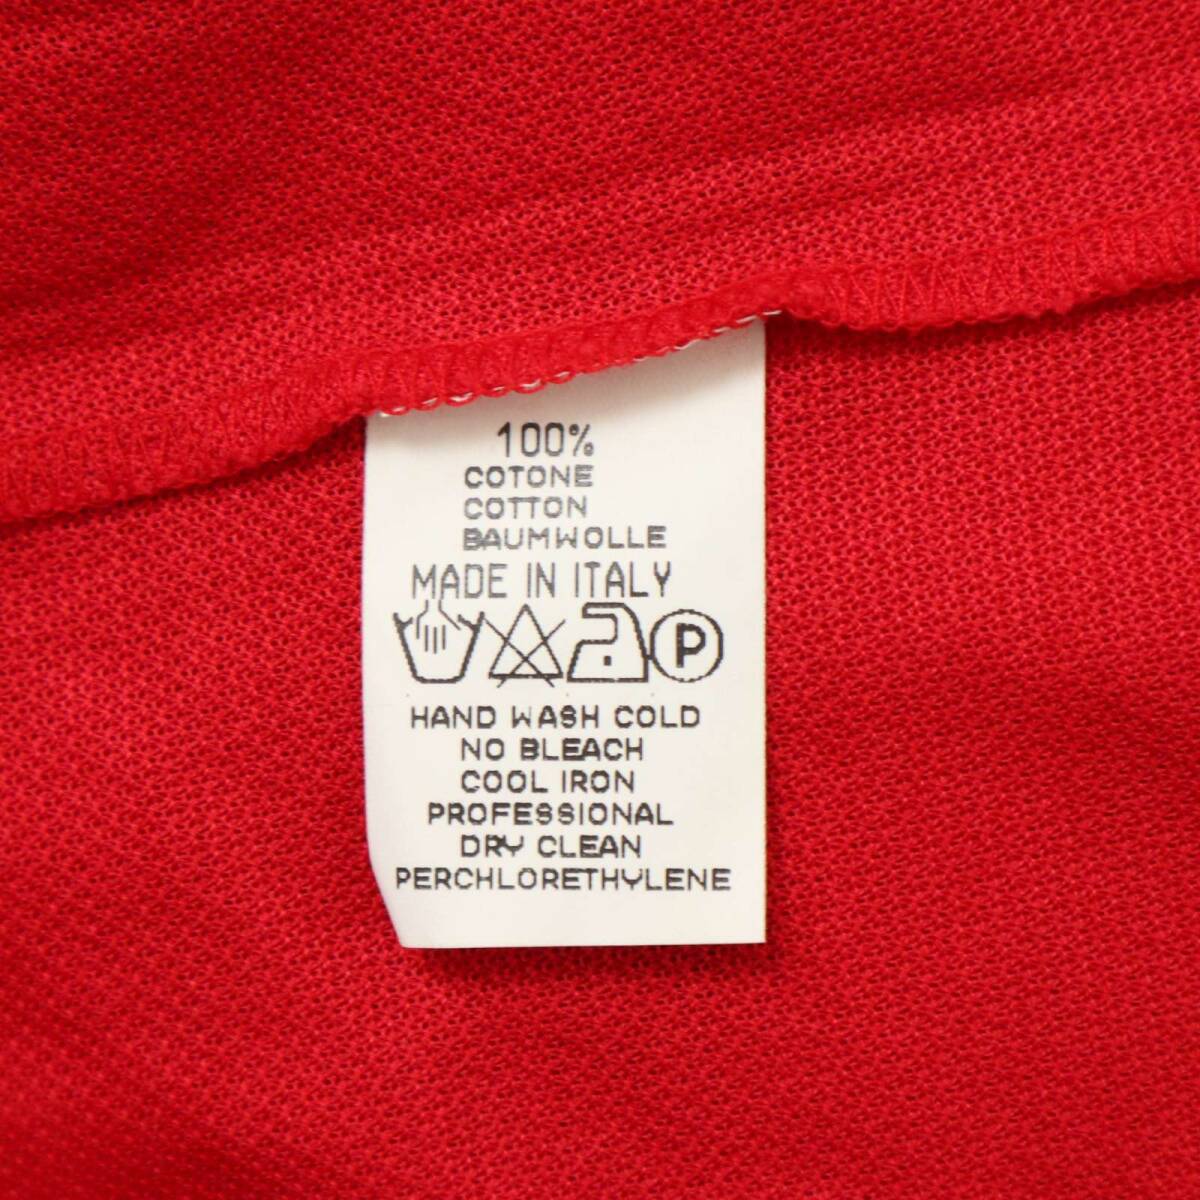 100%
COTONE
COTTON
BAUMWOLLE
MADE IN ITALY
P
HAND WASH COLD
NO BLEACH
COOL IRON
PROFESSIONAL
DRY CLEAN
PERCHLORETHYLENE